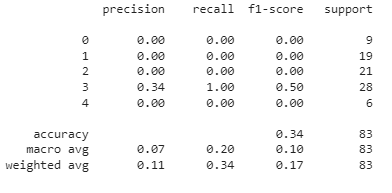 precision recall f1-score support
0 0.00 0.00 0.00 9
1 0.00 0.00 0.00 19
2 0.00 0.00 0.00 21
3 0.34 1.00 0.50 28
4 0.00 0.00 0.00 6
accuracy 0.34 83
macro avg 0.07 0.20 0.10 83
weighted avg 0.11 0.34 0.17 83